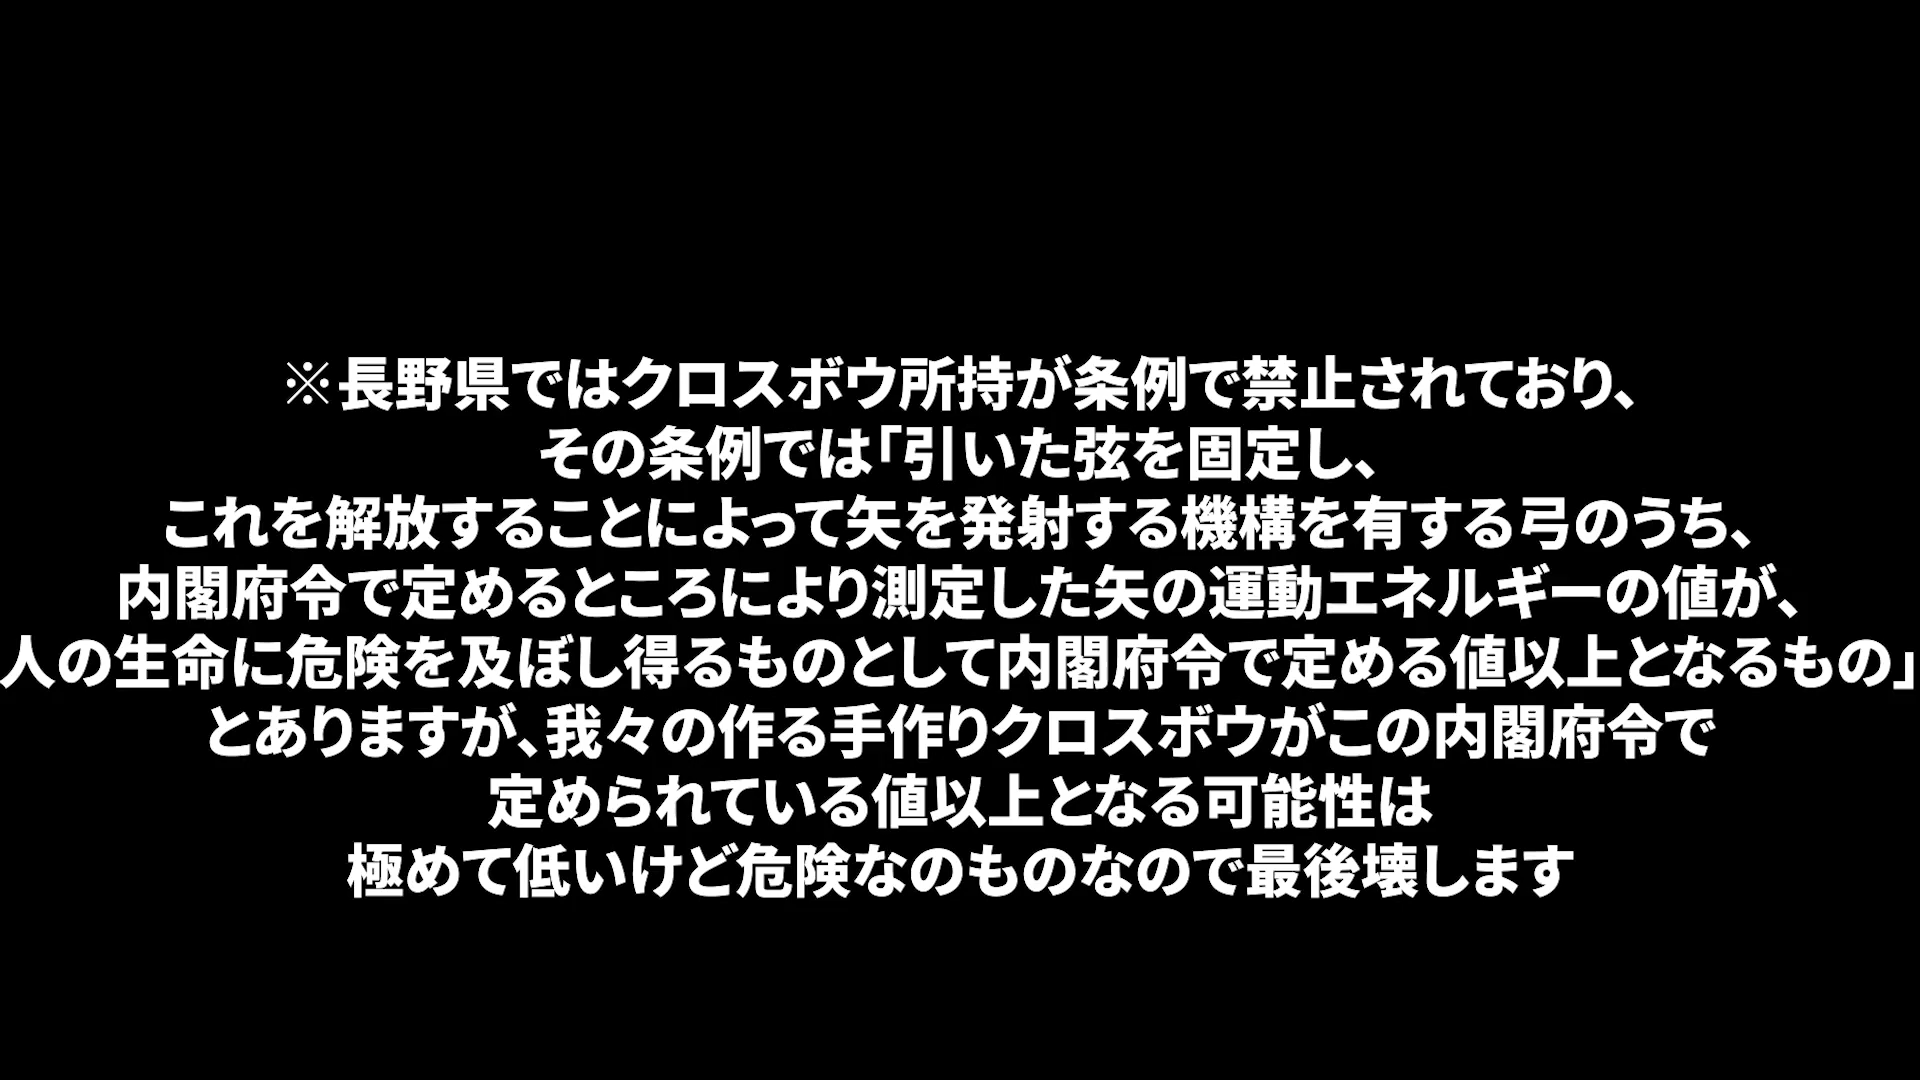 ※長野県ではクロスボウ所持が条例で禁止されており、
その条例では「引いた弦を固定し、
これを解放することによって矢を発射する機構を有する弓のうち、
内閣府令で定めるところにより測定した矢の運動エネルギーの値が、
人の生命に危険を及ぼし得るものとして内閣府令で定める値以上となるもの」
とありますが、我々の作る手作りクロスボウがこの内閣府令で
定められている値以上となる可能性は
極めて低いけど危険なのものなので最後壊します